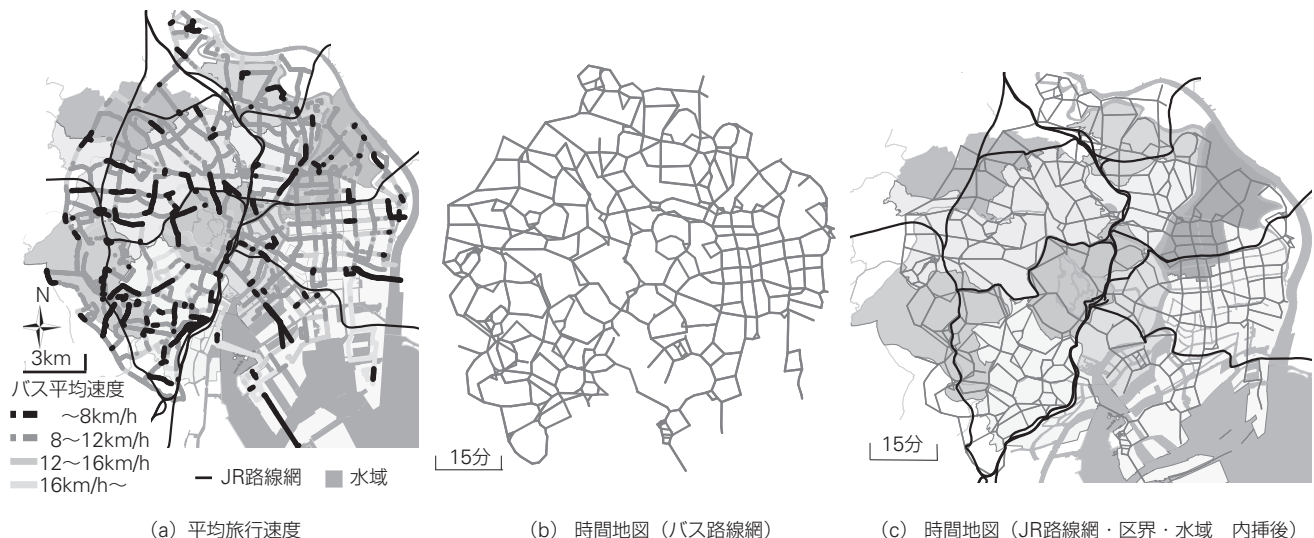 N
3km
バス平均速度
～8km/h
8～12km/h
12～16km/h
16km/h～
JR路線網
水域
15分
15分
(a) 平均旅行速度
(b) 時間地図（バス路線網）
(c) 時間地図（JR路線網・区界・水域　内挿後）